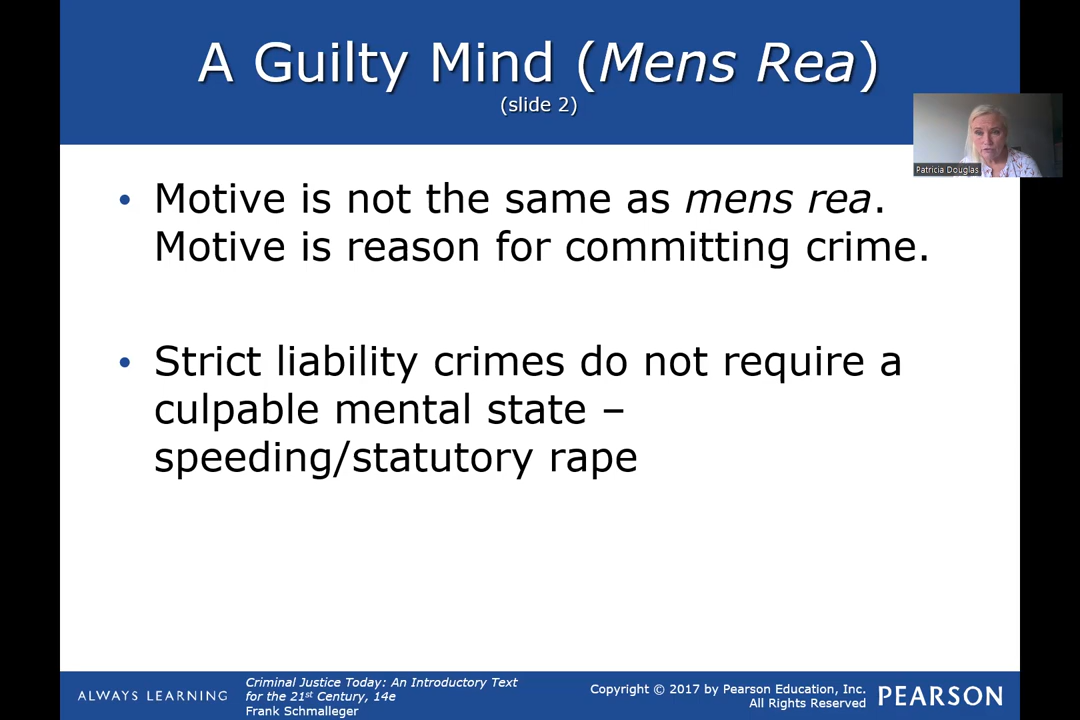 A Guilty Mind (Mens Rea)
(slide 2)
Patricia Douglas
• Motive is not the same as mens rea.
Motive is reason for committing crime.
• Strict liability crimes do not require a
culpable mental state –
speeding/statutory rape
ALWAYS LEARNING
Criminal Justice Today: An Introductory Text
for the 21st Century, 14e
Frank Schmalleger
Copyright © 2017 by Pearson Education, Inc.
All Rights Reserved
PEARSON